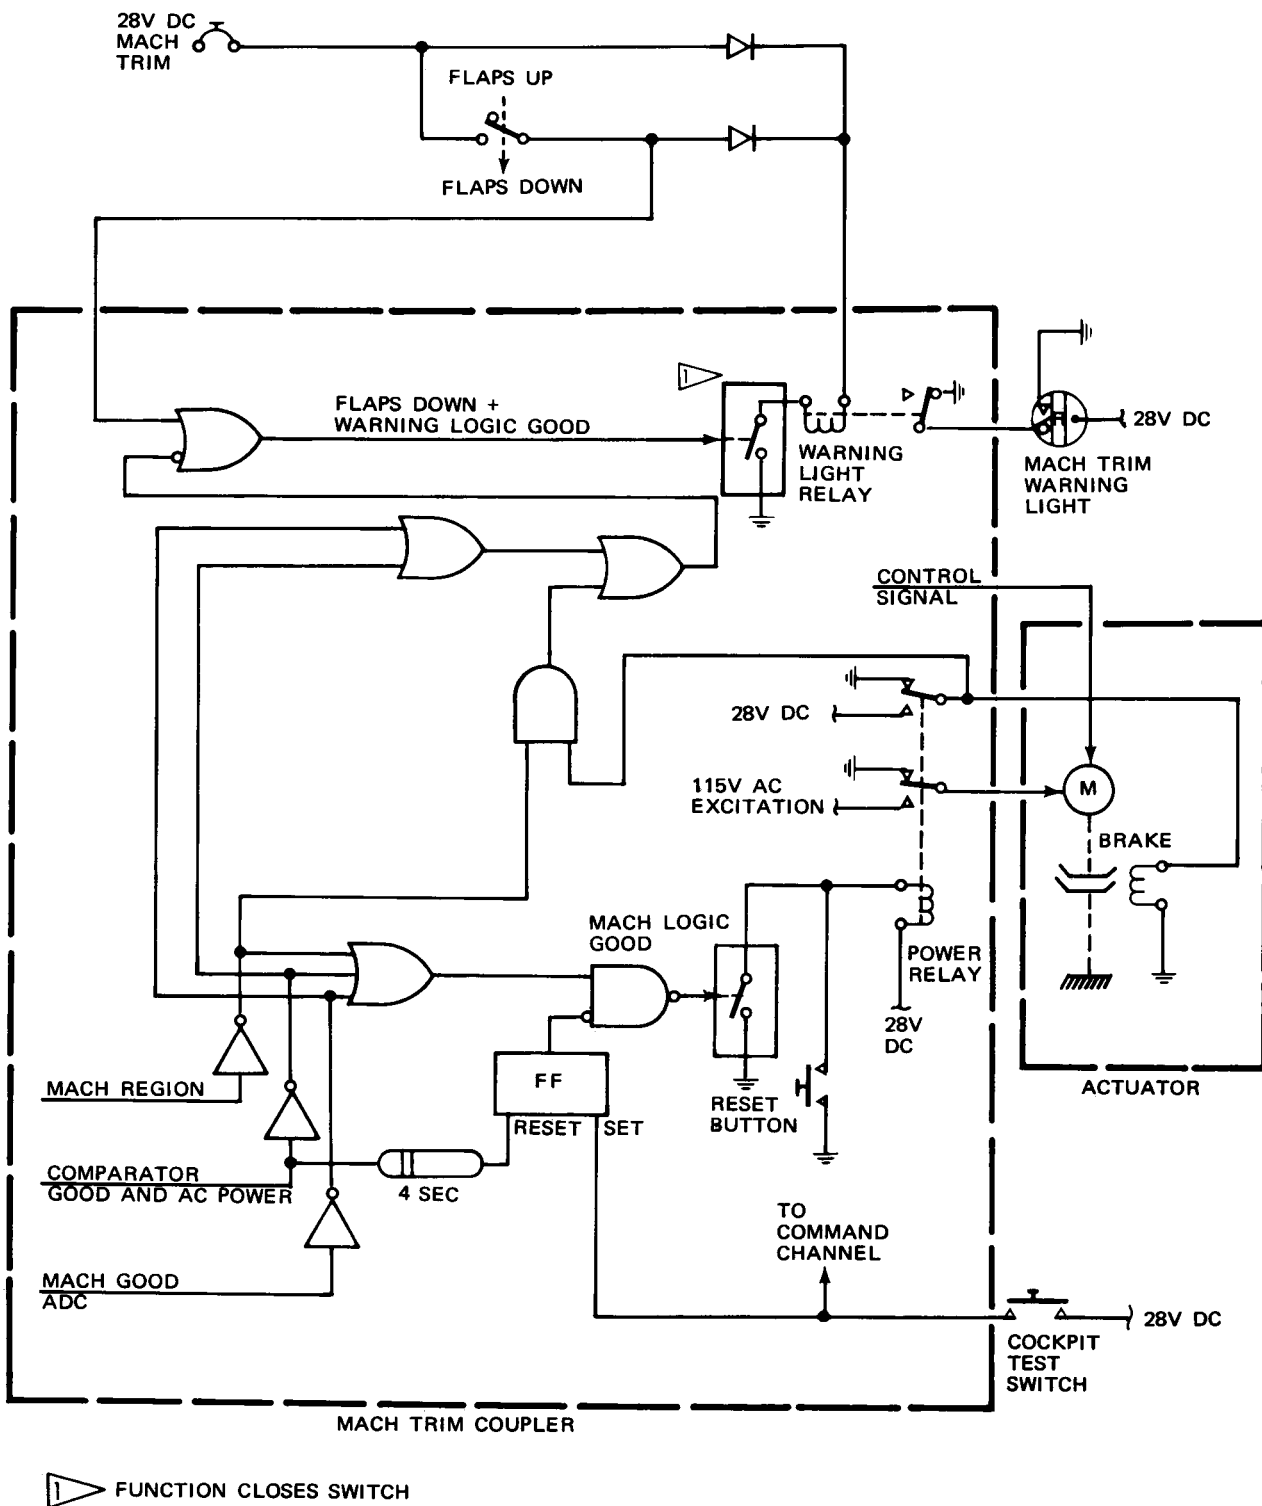 28V DC
MACH
TRIM
FLAPS UP
FLAPS DOWN
1
FLAPS DOWN +
WARNING LOGIC GOOD
WARNING
LIGHT
RELAY
28V DC
MACH TRIM
WARNING
LIGHT
CONTROL
SIGNAL
28V DC
115V AC
EXCITATION
M
BRAKE
MACH LOGIC
GOOD
POWER
RELAY
28V
DC
FF
RESET
SET
RESET
BUTTON
ACTUATOR
MACH REGION
COMPARATOR
GOOD AND AC POWER
4 SEC
TO
COMMAND
CHANNEL
MACH GOOD
ADC
28V DC
COCKPIT
TEST
SWITCH
MACH TRIM COUPLER
1 FUNCTION CLOSES SWITCH